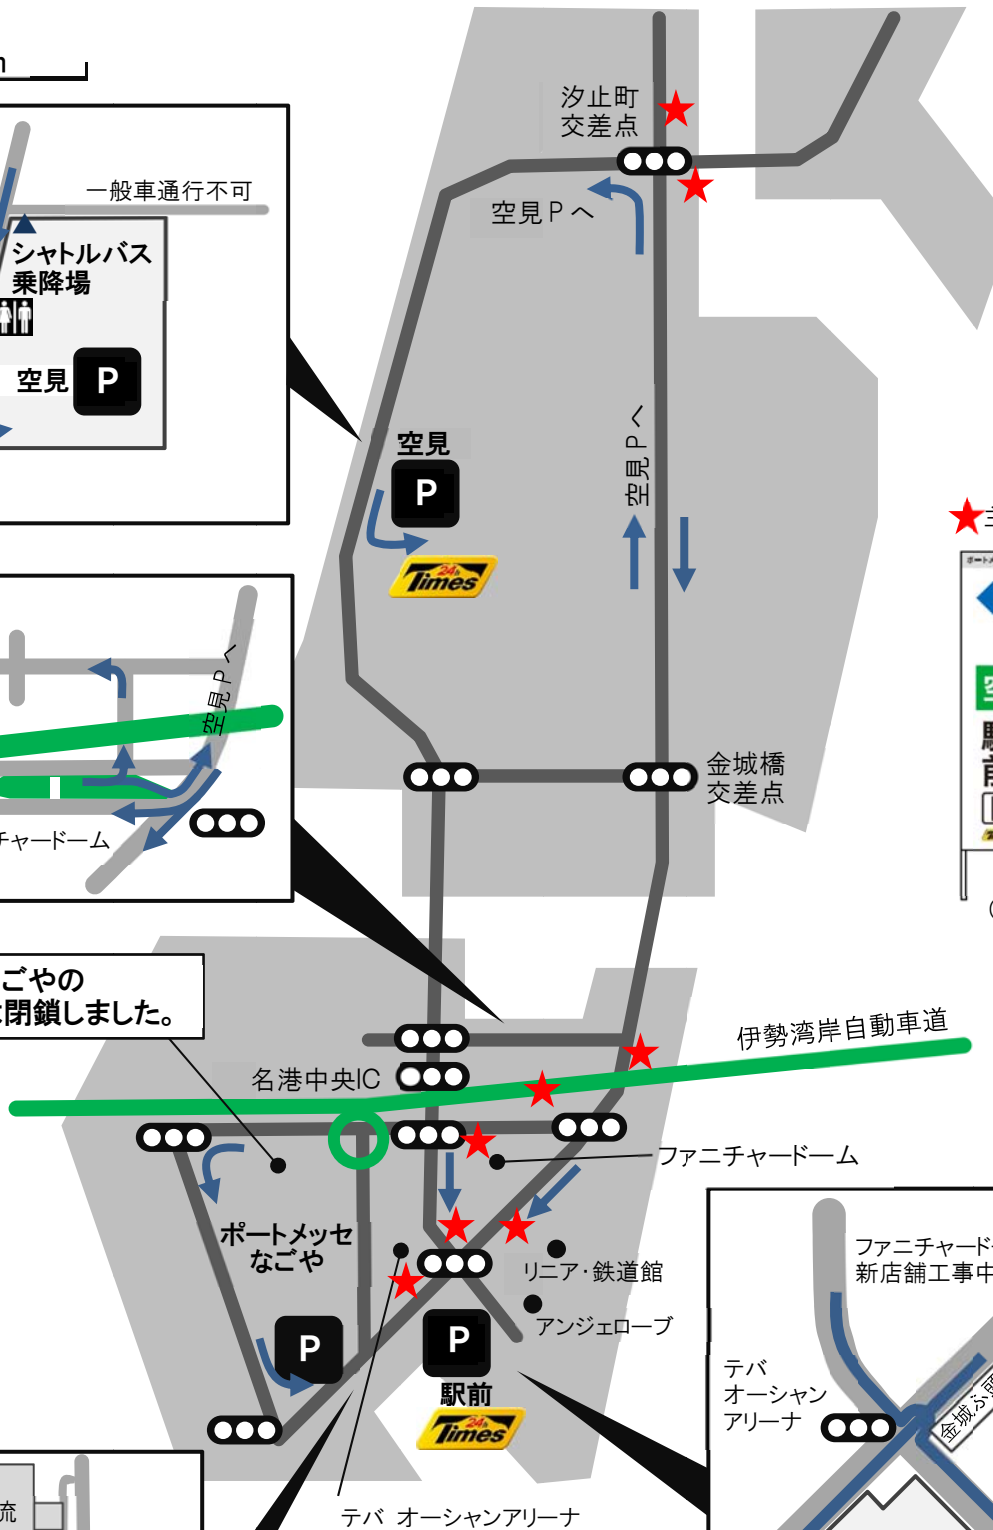 汐止町
交差点
一般車通行不可
空見Pへ
シャトルバス
乗降場
空見
P
空見
P
空見Pへ
24h
Times
空見Pへ
金城橋
交差点
チャードーム
ごやの
閉鎖しました。
伊勢湾岸自動車道
名港中央IC
ファニチャードーム
ポートメッセ
なごや
リニア・鉄道館
アンジェローブ
P
P
駅前
24h
Times
テバ オーシャンアリーナ
ファニチャード
新店舗工事中
テバ
オーシャン
アリーナ
金城ふ
流